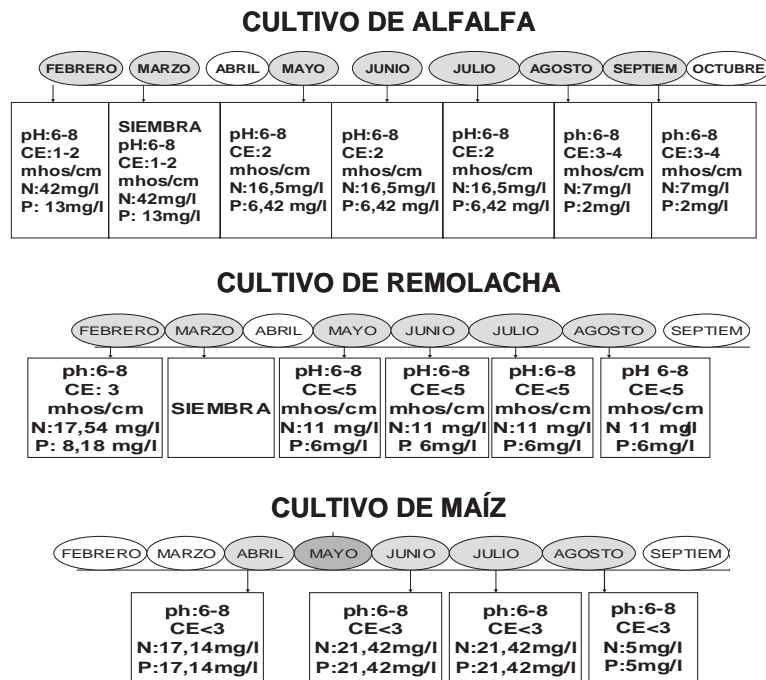 CULTIVO DE ALFALFA
FEBRERO MARZO ABRIL MAYO JUNIO JULIO AGOSTO SEPTIEM OCTUBRE
pH:6-8
CE:1-2
mhos/cm
N:42mg/l
P: 13mg/l
SIEMBRA
pH:6-8
CE:1-2
mhos/cm
N:42mg/l
P: 13mg/l
pH:6-8
CE:2
mhos/cm
N:16,5mg/l
P:6,42 mg/l
pH:6-8
CE:2
mhos/cm
N:16,5mg/l
P:6,42 mg/l
pH:6-8
CE:2
mhos/cm
N:16,5mg/l
P:6,42 mg/l
ph:6-8
CE:3-4
mhos/cm
N:7mg/l
P:2mg/l
ph:6-8
CE:3-4
mhos/cm
N:7mg/l
P:2mg/l
CULTIVO DE REMOLACHA
FEBRERO MARZO ABRIL MAYO JUNIO JULIO AGOSTO SEPTIEM
ph:6-8
CE: 3
mhos/cm
N:17,54 mg/l
P: 8,18 mg/l
SIEMBRA
pH:6-8
CE<5
mhos/cm
N:11 mg/l
P:6mg/l
pH:6-8
CE<5
mhos/cm
N:11 mg/l
P: 6mg/l
pH:6-8
CE<5
mhos/cm
N:11 mg/l
P:6mg/l
pH 6-8
CE<5
mhos/cm
N 11 mg/l
P:6mg/l
CULTIVO DE MAÍZ
FEBRERO MARZO ABRIL MAYO JUNIO JULIO AGOSTO SEPTIEM
ph:6-8
CE<3
N:17,14mg/l
P:17,14mg/l
ph:6-8
CE<3
N:21,42mg/l
P:21,42mg/l
ph:6-8
CE<3
N:21,42mg/l
P:21,42mg/l
ph:6-8
CE<3
N:5mg/l
P:5mg/l